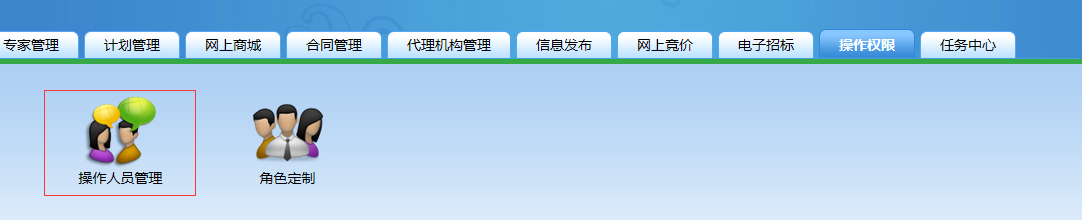 专家管理 计划管理 网上商城 合同管理 代理机构管理 信息发布 网上竞价 电子招标 操作权限 任务中心
操作人员管理 角色定制